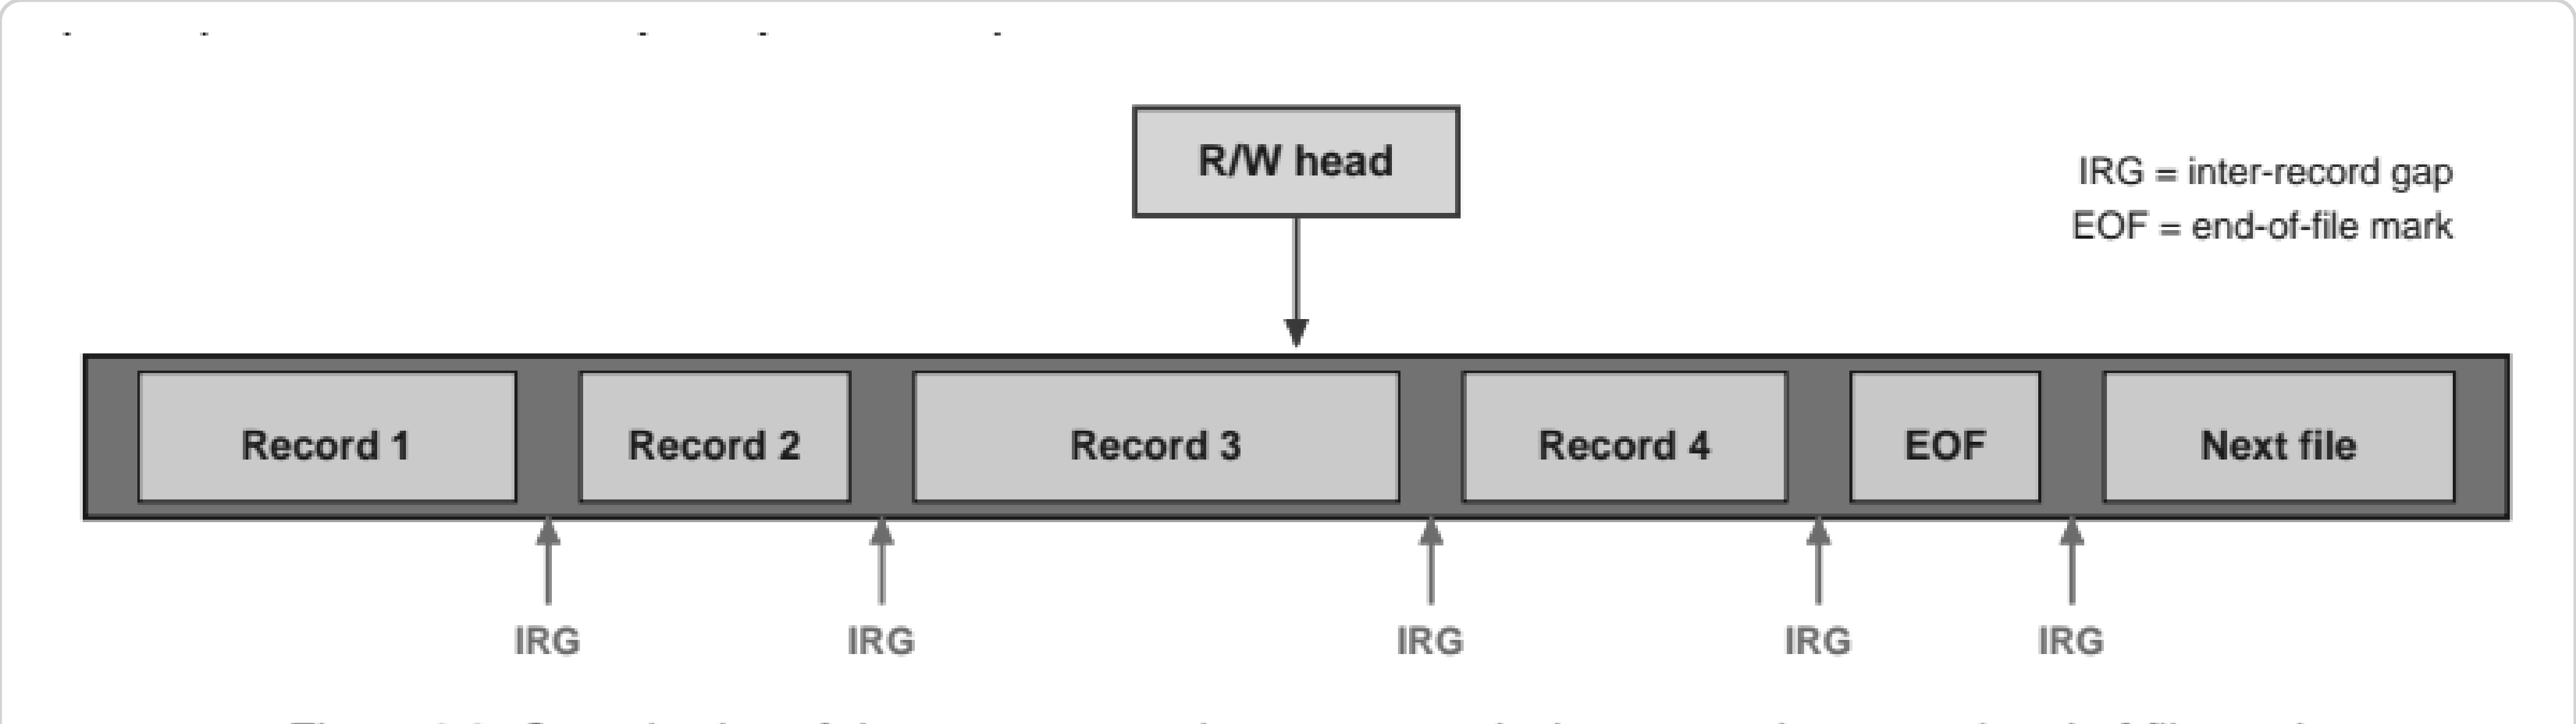 R/W head
IRG = inter-record gap
EOF = end-of-file mark
Record 1 Record 2 Record 3 Record 4 EOF Next file
IRG IRG IRG IRG IRG